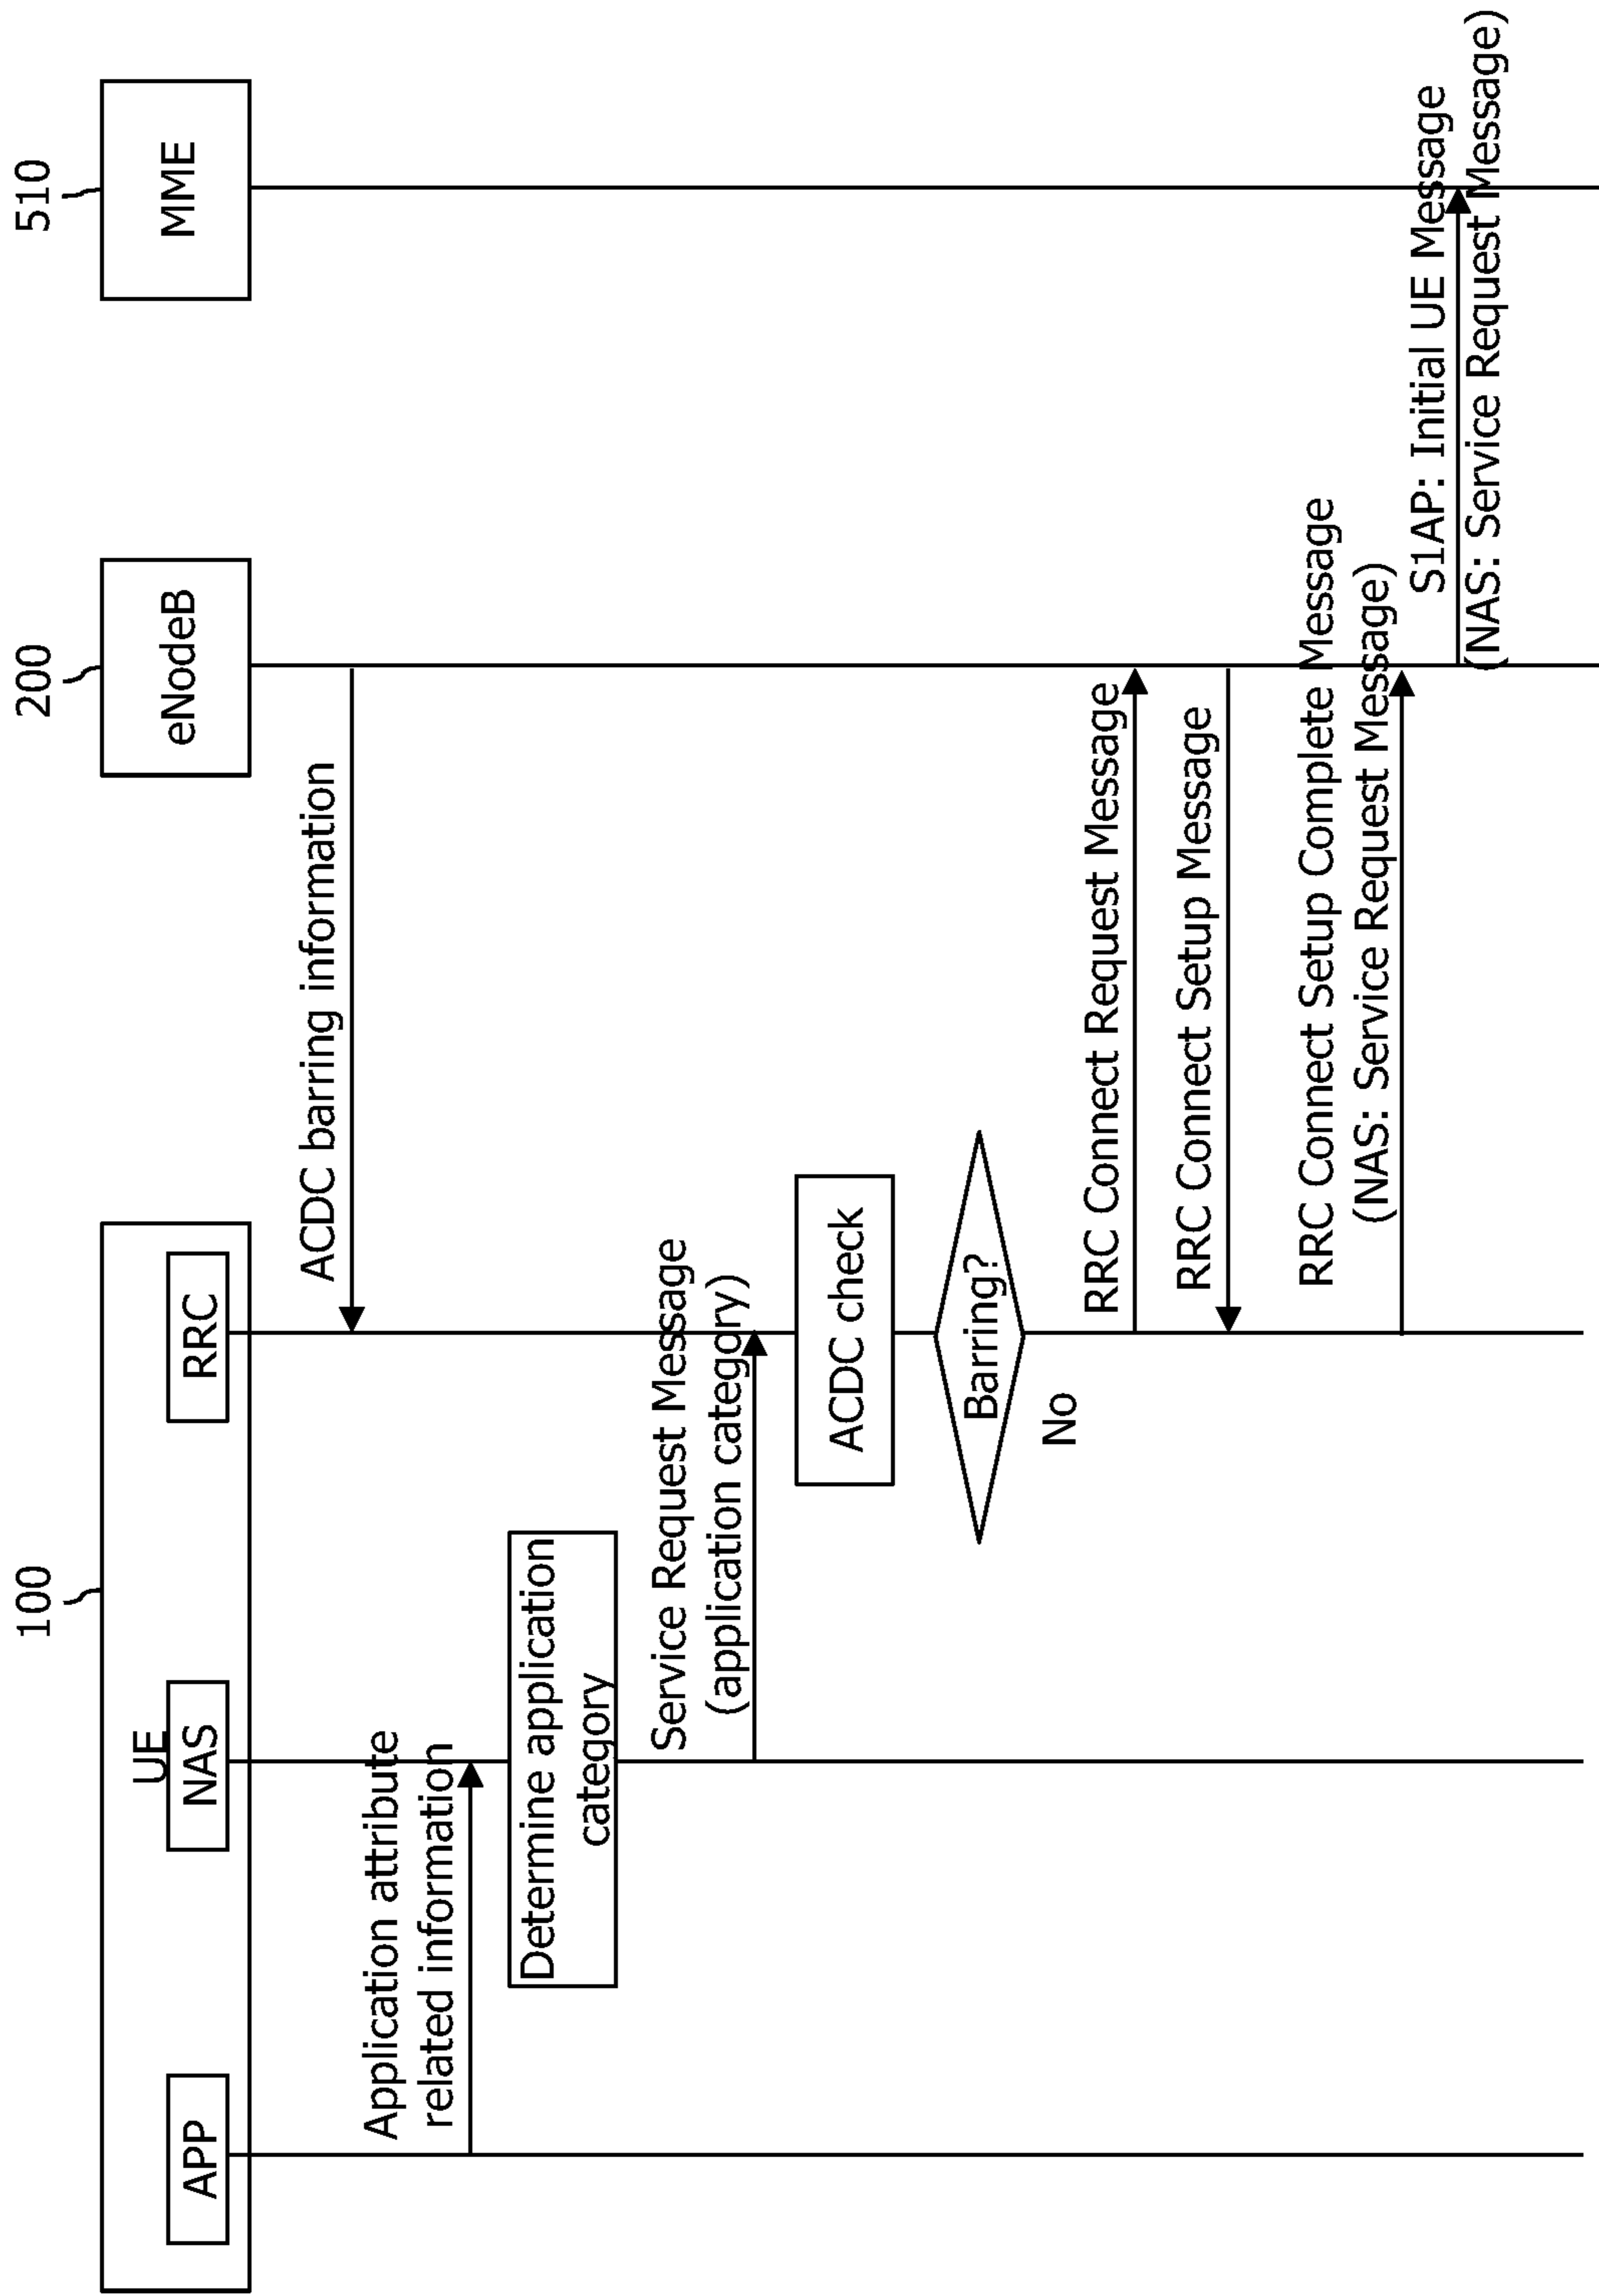 100
200
510
UE
APP
NAS
RRC
eNodeB
MME
ACDC barring information
Application attribute
related information
Determine application
category
Service Request Message
(application category)
ACDC check
Barring?
No
RRC Connect Request Message
RRC Connect Setup Message
RRC Connect Setup Complete Message
(NAS: Service Request Message)
S1AP: Initial UE Message
(NAS: Service Request Message)